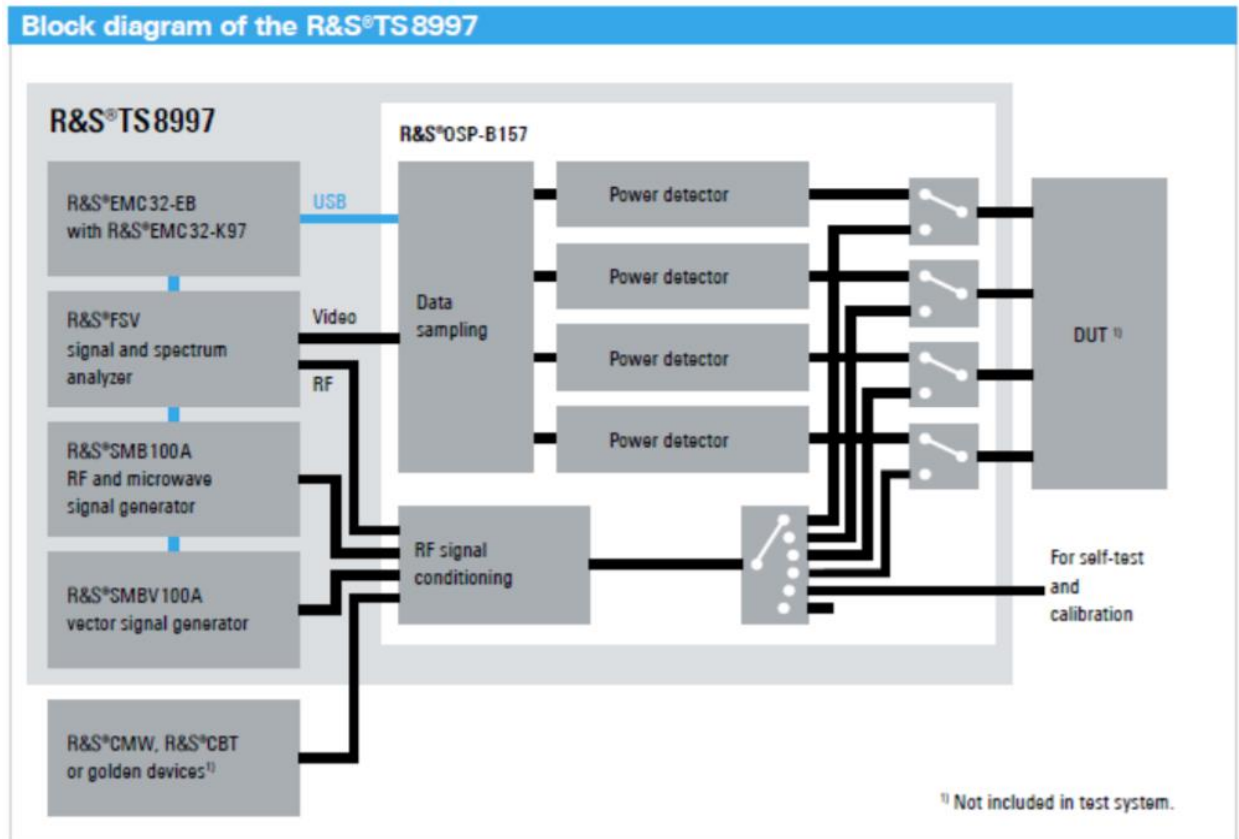 Block diagram of the R&S®TS8997
R&S®TS8997
R&S®OSP-B157
R&S®EMC32-EB
with R&S®EMC32-K97
USB
R&S®FSV
signal and spectrum
analyzer
Video
RF
R&S®SMB100A
RF and microwave
signal generator
R&S®SMBV100A
vector signal generator
R&S®CMW, R&S®CBT
or golden devices¹⁾
Data
sampling
Power detector
Power detector
Power detector
Power detector
RF signal
conditioning
DUT ¹⁾
For self-test
and
calibration
¹⁾ Not included in test system.